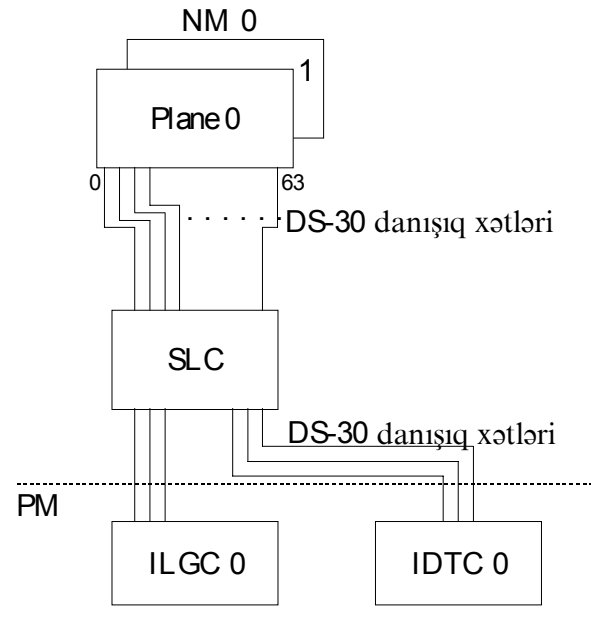 NM 0
1
Plane 0
0
63
DS-30 danışıq xətləri
SLC
DS-30 danışıq xətləri
PM
ILGC 0
IDTC 0